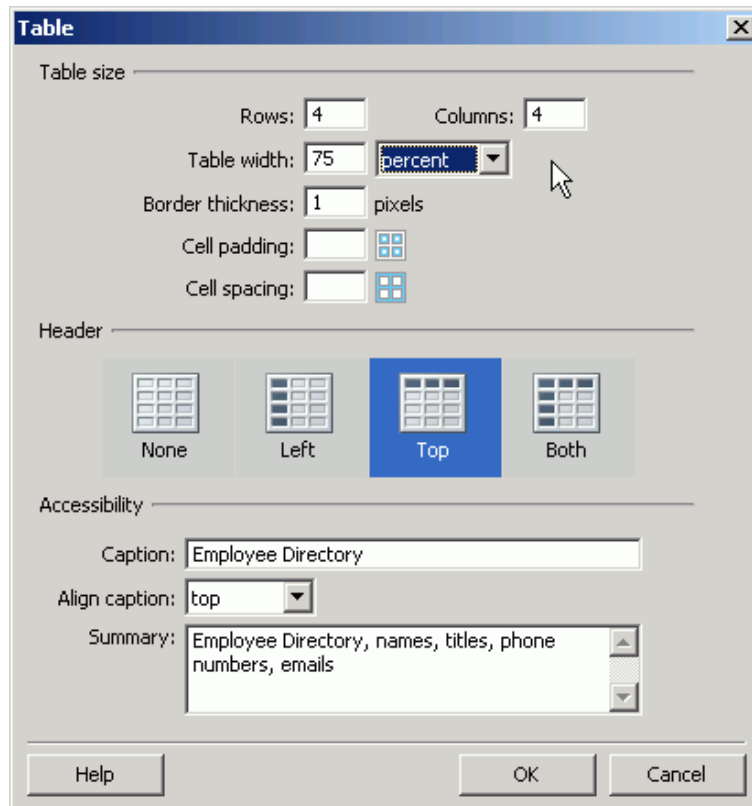 Table
Table size
Rows: 4 Columns: 4
Table width: 75 percent
Border thickness: 1 pixels
Cell padding:
Cell spacing:
Header
None Left Top Both
Accessibility
Caption: Employee Directory
Align caption: top
Summary: Employee Directory, names, titles, phone
numbers, emails
Help OK Cancel